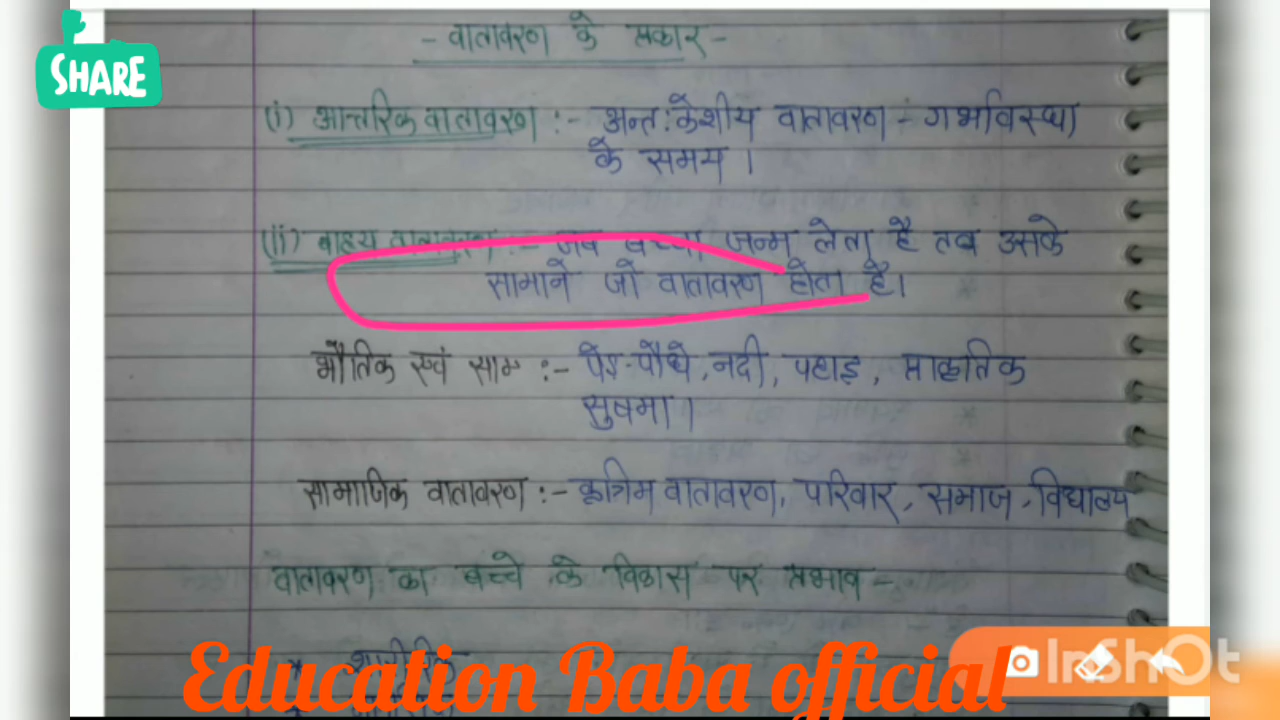 SHARE
- वातावरण के प्रकार -
(i) आन्तरिक वातावरण :- अन्त:केशीय वातावरण - गर्भावस्था
के समय ।
(ii) बाहय वातावरण :- जब बच्चा जन्म लेता है तब उसके
सामाने जो वातावरण होता है।
भौतिक एवं साम :- पेड-पौधे, नदी, पहाड, प्राकृतिक
सुषमा।
सामाजिक वातावरण :- कृत्रिम वातावरण, परिवार, समाज, विद्यालय
वातावरण का बच्चे के विकास पर प्रभाव -
* शारीरिक
Education Baba official
InShOt